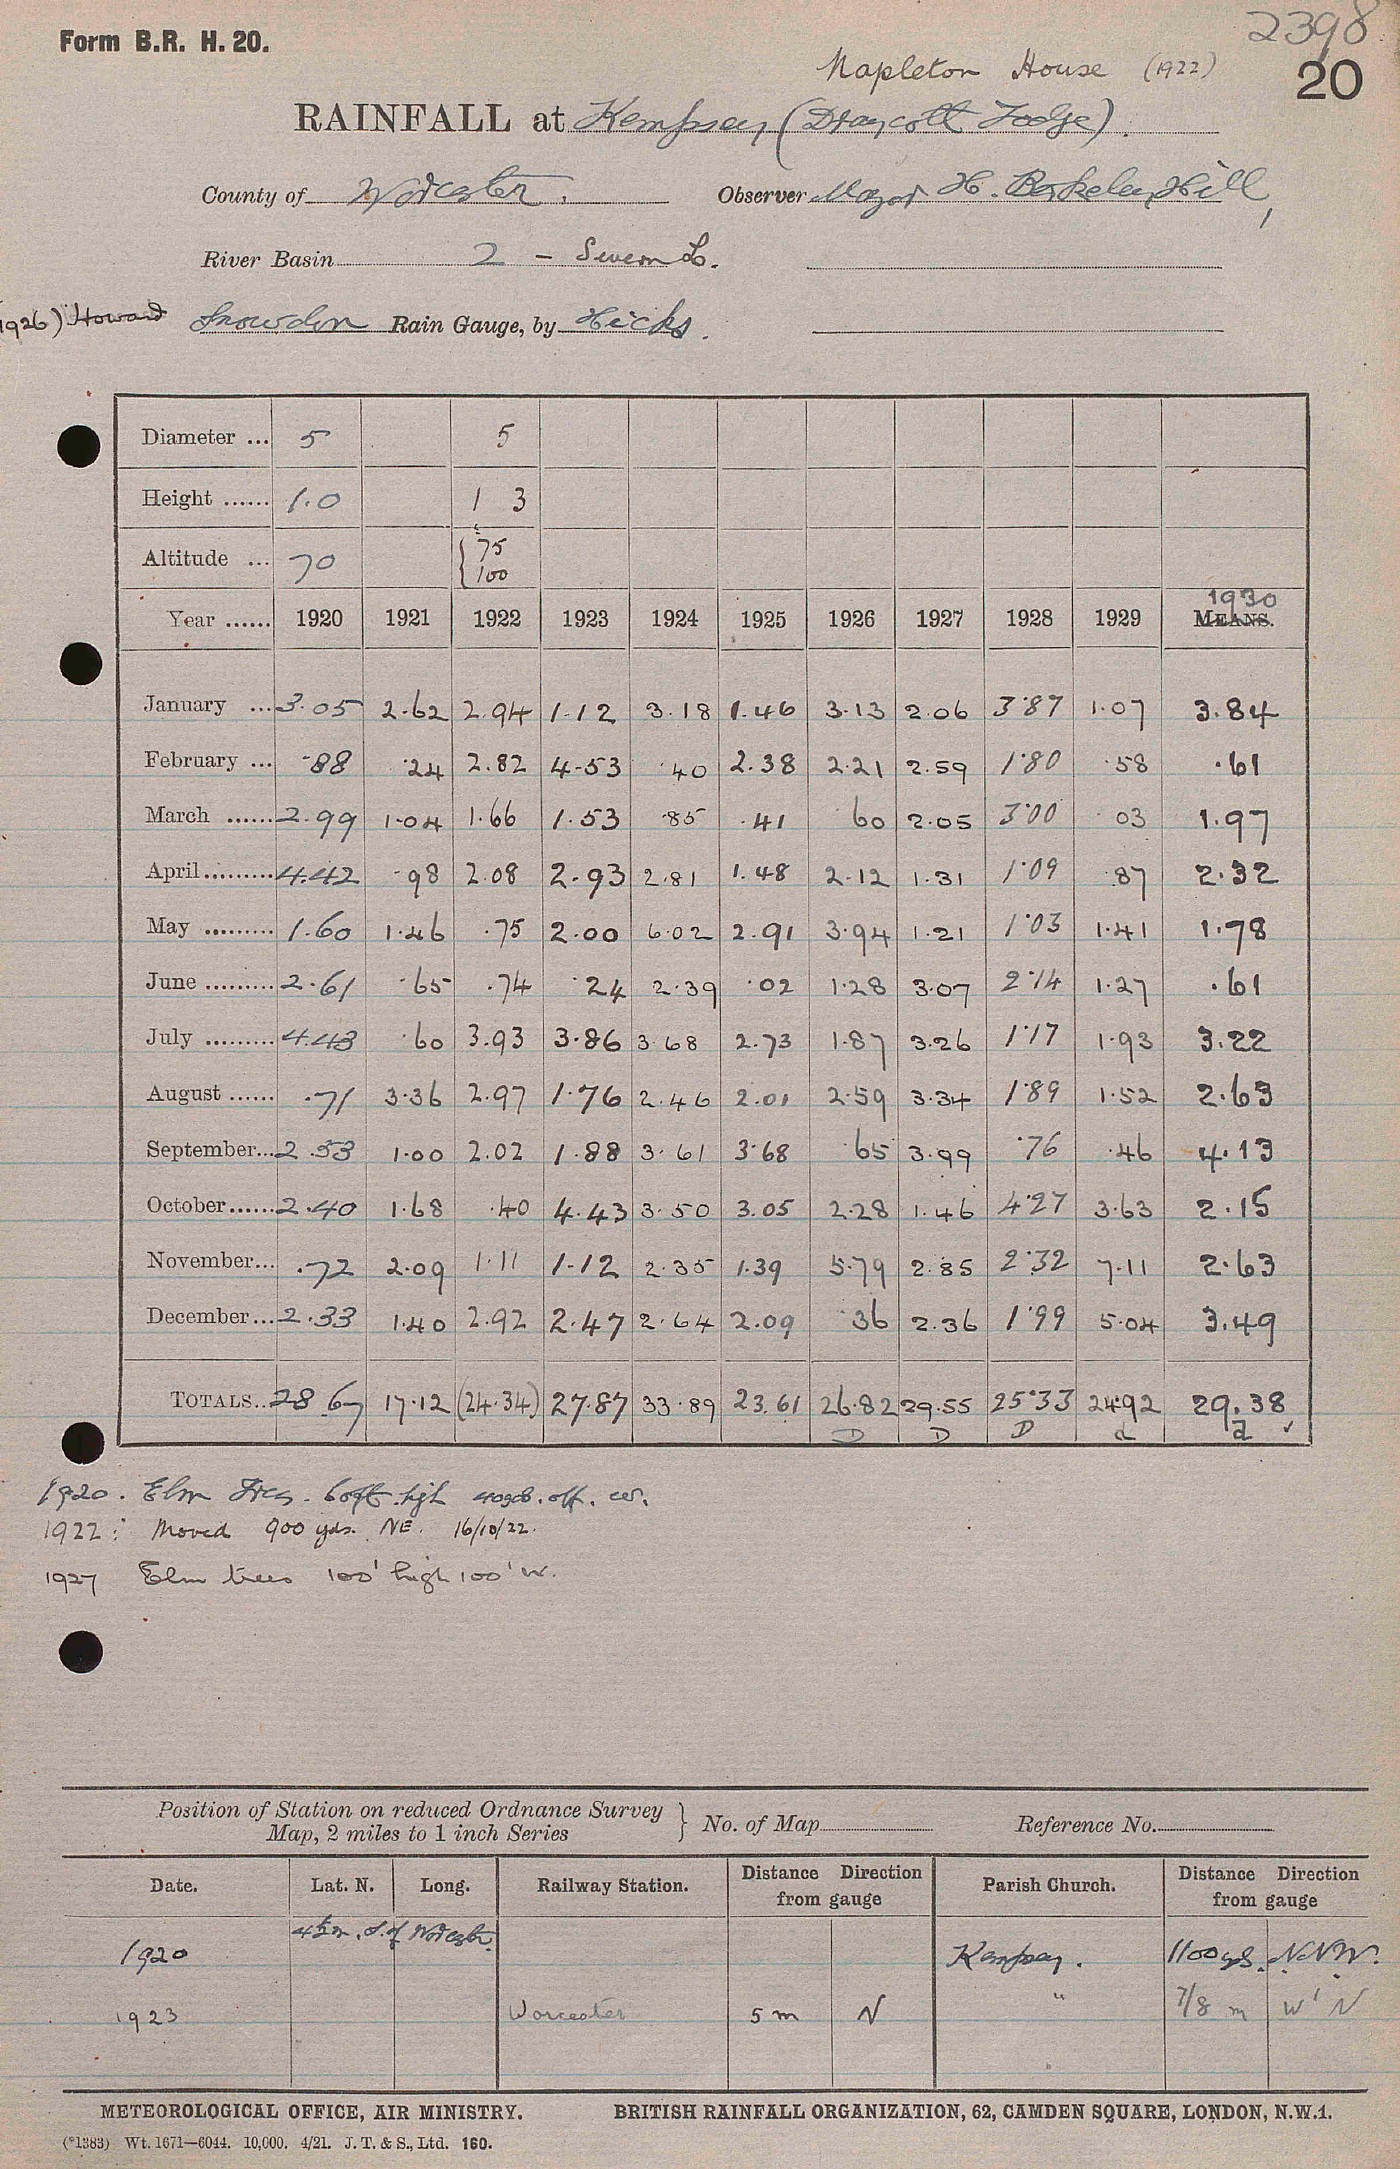 2398
Form B.R. H. 20.
Mapleton House (1922)
20
RAINFALL at Kempsey (Draycott Lodge).
County of Worcester. Observer Major H. Berkeley Hill,
River Basin 2 - Severn L.
1926) Howard Snowdon Rain Gauge, by Hicks.
Diameter ... 5 5
Height ...... 1.0 1 3
Altitude ... 70 { 75
100
1930
Year ...... 1920 1921 1922 1923 1924 1925 1926 1927 1928 1929 MEANS.
January ... 3.05 2.62 2.94 1.12 3.18 1.46 3.13 2.06 3.87 1.07 3.84
February ... .88 .24 2.82 4.53 .40 2.38 2.21 2.59 1.80 .58 .61
March ...... 2.99 1.04 1.66 1.53 .85 .41 60 2.05 3.00 03 1.97
April......... 4.42 .98 2.08 2.93 2.81 1.48 2.12 1.31 1.09 .87 2.32
May ......... 1.60 1.46 .75 2.00 6.02 2.91 3.94 1.21 1.03 1.41 1.78
June ......... 2.61 .65 .74 .24 2.39 .02 1.28 3.07 2.14 1.27 .61
July ......... 4.43 .60 3.93 3.86 3.68 2.73 1.87 3.26 1.17 1.93 3.22
August ...... .71 3.36 2.97 1.76 2.46 2.01 2.59 3.34 1.89 1.52 2.63
September... 2.53 1.00 2.02 1.88 3.61 3.68 .65 3.99 .76 .46 4.13
October...... 2.40 1.68 .40 4.43 3.50 3.05 2.28 1.46 4.27 3.63 2.15
November... .72 2.09 1.11 1.12 2.35 1.39 5.79 2.85 2.32 7.11 2.63
December... 2.33 1.40 2.92 2.47 2.64 2.09 .36 2.36 1.99 5.04 3.49
TOTALS.. 28.67 17.12 (24.34) 27.87 33.89 23.61 26.82 29.55 25.33 24.92 29.38
D D D d d ✓
1920. Elm Trees. 60ft. high 40yds. off.
1922: Moved 900 yds. NE. 16/10/22.
1927 Elm trees 100' high 100' W.
Position of Station on reduced Ordnance Survey
Map, 2 miles to 1 inch Series } No. of Map Reference No.
Date. Lat. N. Long. Railway Station. Distance Direction from gauge Parish Church. Distance Direction from gauge
1920 S. of Worcester. Kempsey. 1100 yds. NNW.
1923 Worcester 5 m N " 7/8 m W'N
METEOROLOGICAL OFFICE, AIR MINISTRY. BRITISH RAINFALL ORGANIZATION, 62, CAMDEN SQUARE, LONDON, N.W.1.
(*1383) Wt. 1671—6044. 10,000. 4/21. J. T. & S., Ltd. 160.